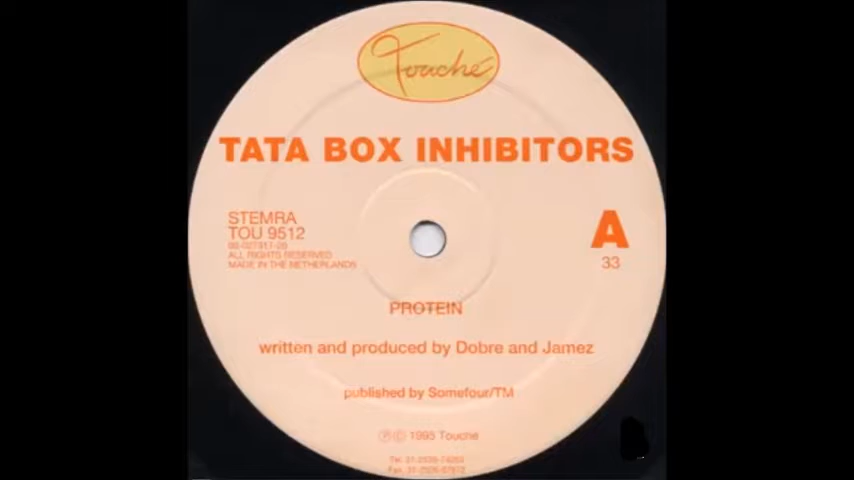 Touché
TATA BOX INHIBITORS
STEMRA
TOU 9512
ALL RIGHTS RESERVED
MADE IN THE NETHERLANDS
A
33
PROTEIN
written and produced by Dobre and Jamez
published by Somefour/TM
℗© 1995 Touché